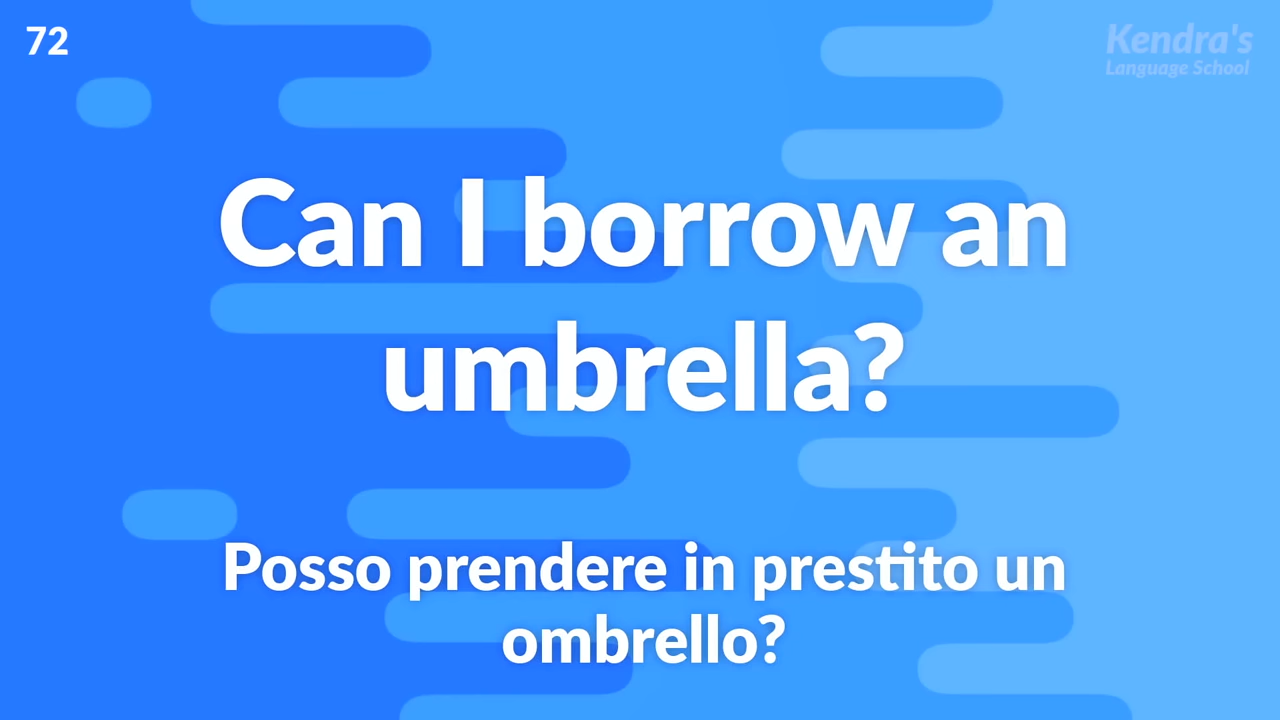 72
Kendra's
Language School
Can I borrow an
umbrella?
Posso prendere in prestito un
ombrello?